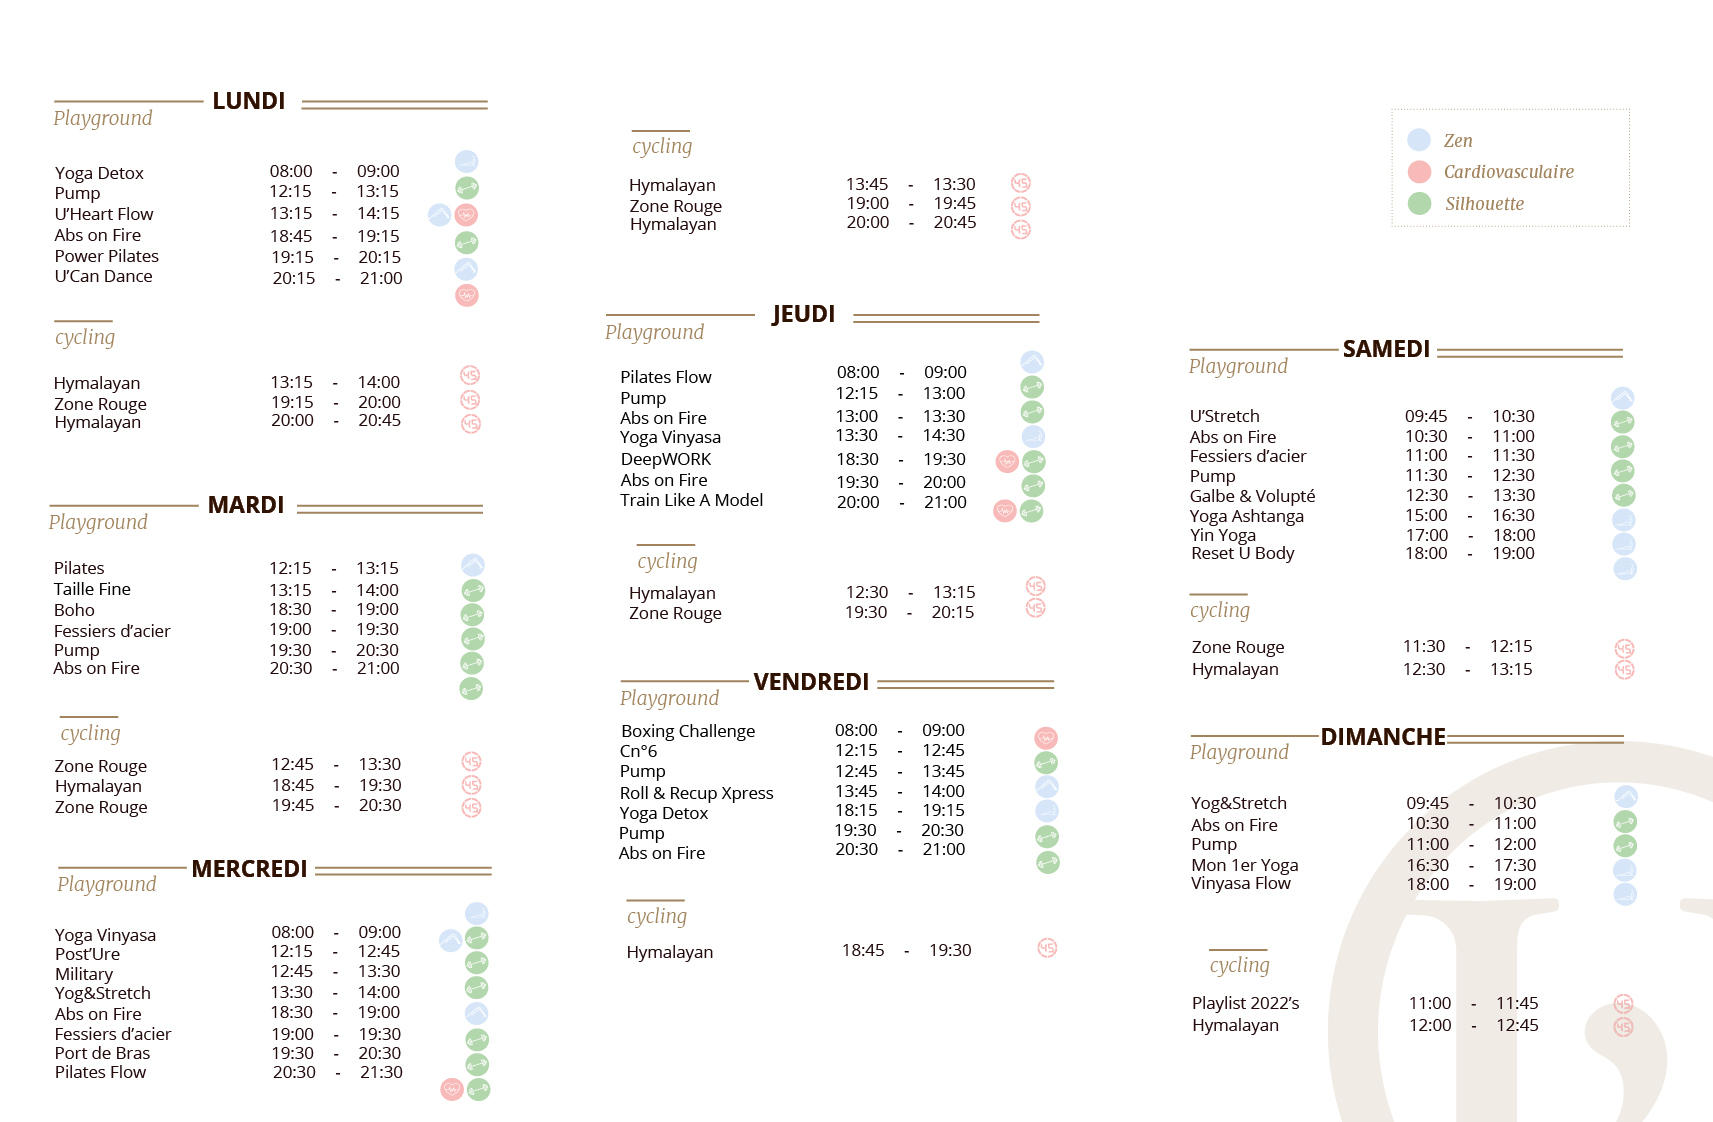 LUNDI
Playground
Yoga Detox 08:00 - 09:00
Pump 12:15 - 13:15
U'Heart Flow 13:15 - 14:15
Abs on Fire 18:45 - 19:15
Power Pilates 19:15 - 20:15
U'Can Dance 20:15 - 21:00
cycling
Hymalayan 13:15 - 14:00 45
Zone Rouge 19:15 - 20:00 45
Hymalayan 20:00 - 20:45 45
MARDI
Playground
Pilates 12:15 - 13:15
Taille Fine 13:15 - 14:00
Boho 18:30 - 19:00
Fessiers d'acier 19:00 - 19:30
Pump 19:30 - 20:30
Abs on Fire 20:30 - 21:00
cycling
Zone Rouge 12:45 - 13:30 45
Hymalayan 18:45 - 19:30 45
Zone Rouge 19:45 - 20:30 45
MERCREDI
Playground
Yoga Vinyasa 08:00 - 09:00
Post'Ure 12:15 - 12:45
Military 12:45 - 13:30
Yog&Stretch 13:30 - 14:00
Abs on Fire 18:30 - 19:00
Fessiers d'acier 19:00 - 19:30
Port de Bras 19:30 - 20:30
Pilates Flow 20:30 - 21:30
cycling
Hymalayan 13:45 - 13:30 45
Zone Rouge 19:00 - 19:45 45
Hymalayan 20:00 - 20:45 45
JEUDI
Playground
Pilates Flow 08:00 - 09:00
Pump 12:15 - 13:00
Abs on Fire 13:00 - 13:30
Yoga Vinyasa 13:30 - 14:30
DeepWORK 18:30 - 19:30
Abs on Fire 19:30 - 20:00
Train Like A Model 20:00 - 21:00
cycling
Hymalayan 12:30 - 13:15 45
Zone Rouge 19:30 - 20:15 45
VENDREDI
Playground
Boxing Challenge 08:00 - 09:00
Cn°6 12:15 - 12:45
Pump 12:45 - 13:45
Roll & Recup Xpress 13:45 - 14:00
Yoga Detox 18:15 - 19:15
Pump 19:30 - 20:30
Abs on Fire 20:30 - 21:00
cycling
Hymalayan 18:45 - 19:30 45
Zen
Cardiovasculaire
Silhouette
SAMEDI
Playground
U'Stretch 09:45 - 10:30
Abs on Fire 10:30 - 11:00
Fessiers d'acier 11:00 - 11:30
Pump 11:30 - 12:30
Galbe & Volupté 12:30 - 13:30
Yoga Ashtanga 15:00 - 16:30
Yin Yoga 17:00 - 18:00
Reset U Body 18:00 - 19:00
cycling
Zone Rouge 11:30 - 12:15 45
Hymalayan 12:30 - 13:15 45
DIMANCHE
Playground
Yog&Stretch 09:45 - 10:30
Abs on Fire 10:30 - 11:00
Pump 11:00 - 12:00
Mon 1er Yoga 16:30 - 17:30
Vinyasa Flow 18:00 - 19:00
cycling
Playlist 2022's 11:00 - 11:45 45
Hymalayan 12:00 - 12:45 45